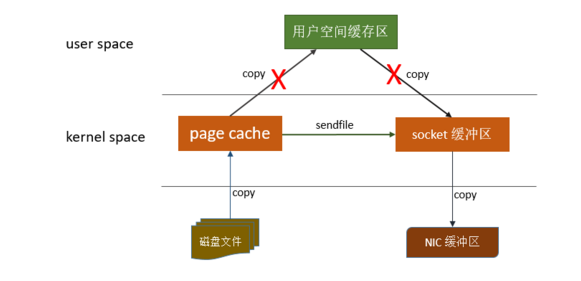 user space
用户空间缓存区
copy
copy
kernel space
page cache
sendfile
socket 缓冲区
copy
copy
磁盘文件
NIC 缓冲区